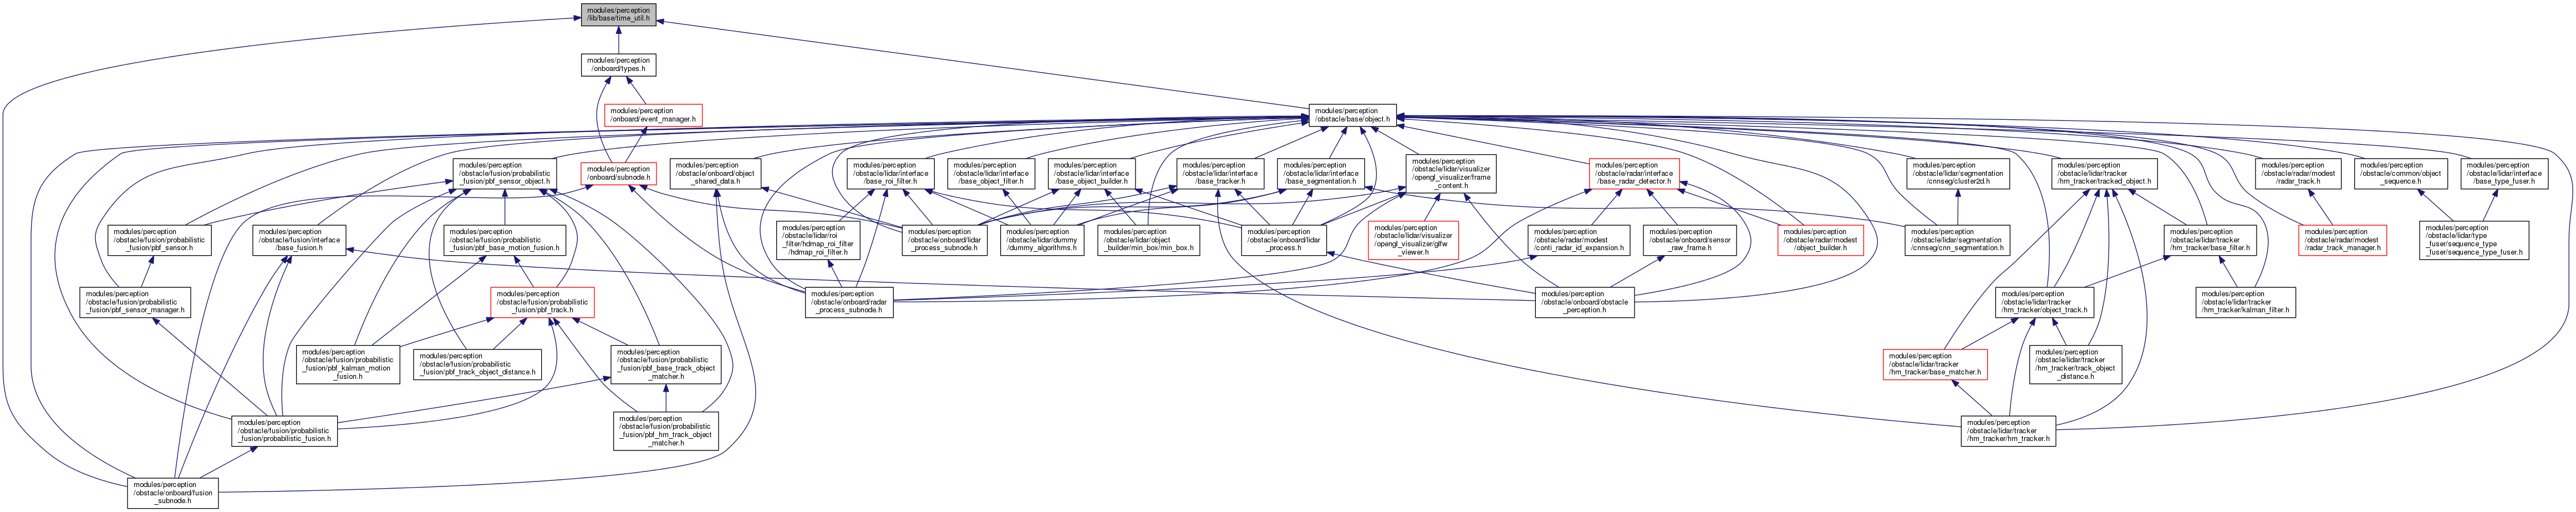 modules/perception
/lib/base/time_util.h
modules/perception
/onboard/types.h
modules/perception
/onboard/event_manager.h
modules/perception
/obstacle/base/object.h
modules/perception
/obstacle/fusion/probabilistic
_fusion/pbf_sensor_object.h
modules/perception
/onboard/subnode.h
modules/perception
/obstacle/onboard/object
_shared_data.h
modules/perception
/obstacle/lidar/interface
/base_roi_filter.h
modules/perception
/obstacle/lidar/interface
/base_object_filter.h
modules/perception
/obstacle/lidar/interface
/base_object_builder.h
modules/perception
/obstacle/lidar/interface
/base_tracker.h
modules/perception
/obstacle/lidar/interface
/base_segmentation.h
modules/perception
/obstacle/lidar/visualizer
/opengl_visualizer/frame
_content.h
modules/perception
/obstacle/radar/interface
/base_radar_detector.h
modules/perception
/obstacle/lidar/segmentation
/cnnseg/cluster2d.h
modules/perception
/obstacle/lidar/tracker
/hm_tracker/tracked_object.h
modules/perception
/obstacle/radar/modest
/radar_track.h
modules/perception
/obstacle/common/object
_sequence.h
modules/perception
/obstacle/lidar/interface
/base_type_fuser.h
modules/perception
/obstacle/fusion/probabilistic
_fusion/pbf_sensor.h
modules/perception
/obstacle/fusion/interface
/base_fusion.h
modules/perception
/obstacle/fusion/probabilistic
_fusion/pbf_base_motion_fusion.h
modules/perception
/obstacle/lidar/roi
_filter/hdmap_roi_filter
/hdmap_roi_filter.h
modules/perception
/obstacle/onboard/lidar
_process_subnode.h
modules/perception
/obstacle/lidar/dummy
/dummy_algorithms.h
modules/perception
/obstacle/lidar/object
_builder/min_box/min_box.h
modules/perception
/obstacle/onboard/lidar
_process.h
modules/perception
/obstacle/lidar/visualizer
/opengl_visualizer/glfw
_viewer.h
modules/perception
/obstacle/radar/modest
/conti_radar_id_expansion.h
modules/perception
/obstacle/onboard/sensor
_raw_frame.h
modules/perception
/obstacle/radar/modest
/object_builder.h
modules/perception
/obstacle/lidar/segmentation
/cnnseg/cnn_segmentation.h
modules/perception
/obstacle/lidar/tracker
/hm_tracker/base_filter.h
modules/perception
/obstacle/radar/modest
/radar_track_manager.h
modules/perception
/obstacle/lidar/type
_fuser/sequence_type
_fuser/sequence_type_fuser.h
modules/perception
/obstacle/fusion/probabilistic
_fusion/pbf_sensor_manager.h
modules/perception
/obstacle/fusion/probabilistic
_fusion/pbf_track.h
modules/perception
/obstacle/onboard/radar
_process_subnode.h
modules/perception
/obstacle/onboard/obstacle
_perception.h
modules/perception
/obstacle/lidar/tracker
/hm_tracker/object_track.h
modules/perception
/obstacle/lidar/tracker
/hm_tracker/kalman_filter.h
modules/perception
/obstacle/fusion/probabilistic
_fusion/pbf_kalman_motion
_fusion.h
modules/perception
/obstacle/fusion/probabilistic
_fusion/pbf_track_object_distance.h
modules/perception
/obstacle/fusion/probabilistic
_fusion/pbf_base_track_object
_matcher.h
modules/perception
/obstacle/lidar/tracker
/hm_tracker/base_matcher.h
modules/perception
/obstacle/lidar/tracker
/hm_tracker/track_object
_distance.h
modules/perception
/obstacle/fusion/probabilistic
_fusion/probabilistic_fusion.h
modules/perception
/obstacle/fusion/probabilistic
_fusion/pbf_hm_track_object
_matcher.h
modules/perception
/obstacle/lidar/tracker
/hm_tracker/hm_tracker.h
modules/perception
/obstacle/onboard/fusion
_subnode.h